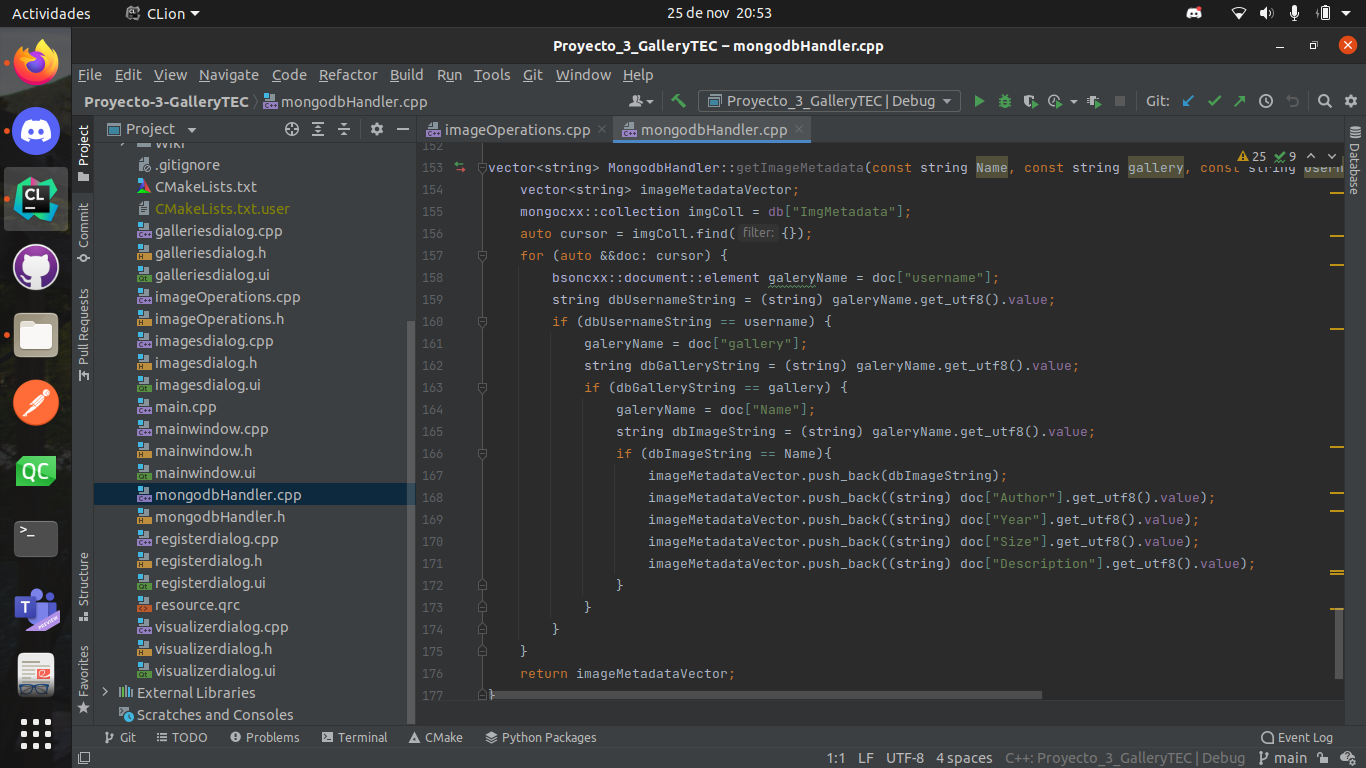 Actividades
CLion
25 de nov 20:53
Proyecto_3_GalleryTEC – mongodbHandler.cpp
File Edit View Navigate Code Refactor Build Run Tools Git Window Help
Proyecto-3-GalleryTEC
mongodbHandler.cpp
Proyecto_3_GalleryTEC | Debug
Git:
Project
Commit
Pull Requests
Structure
Favorites
Project
Wiki
.gitignore
CMakeLists.txt
CMakeLists.txt.user
galleriesdialog.cpp
galleriesdialog.h
galleriesdialog.ui
imageOperations.cpp
imageOperations.h
imagesdialog.cpp
imagesdialog.h
imagesdialog.ui
main.cpp
mainwindow.cpp
mainwindow.h
mainwindow.ui
mongodbHandler.cpp
mongodbHandler.h
registerdialog.cpp
registerdialog.h
registerdialog.ui
resource.qrc
visualizerdialog.cpp
visualizerdialog.h
visualizerdialog.ui
External Libraries
Scratches and Consoles
imageOperations.cpp
mongodbHandler.cpp
25 9
Database
152
153 vector<string> MongodbHandler::getImageMetadata(const string Name, const string gallery, const string usern
154 vector<string> imageMetadataVector;
155 mongocxx::collection imgColl = db["ImgMetadata"];
156 auto cursor = imgColl.find( filter: {});
157 for (auto &&doc: cursor) {
158 bsoncxx::document::element galeryName = doc["username"];
159 string dbUsernameString = (string) galeryName.get_utf8().value;
160 if (dbUsernameString == username) {
161 galeryName = doc["gallery"];
162 string dbGalleryString = (string) galeryName.get_utf8().value;
163 if (dbGalleryString == gallery) {
164 galeryName = doc["Name"];
165 string dbImageString = (string) galeryName.get_utf8().value;
166 if (dbImageString == Name){
167 imageMetadataVector.push_back(dbImageString);
168 imageMetadataVector.push_back((string) doc["Author"].get_utf8().value);
169 imageMetadataVector.push_back((string) doc["Year"].get_utf8().value);
170 imageMetadataVector.push_back((string) doc["Size"].get_utf8().value);
171 imageMetadataVector.push_back((string) doc["Description"].get_utf8().value);
172 }
173 }
174 }
175 }
176 return imageMetadataVector;
177 }
Git TODO Problems Terminal CMake Python Packages Event Log
1:1 LF UTF-8 4 spaces C++: Proyecto_3_GalleryTEC | Debug main